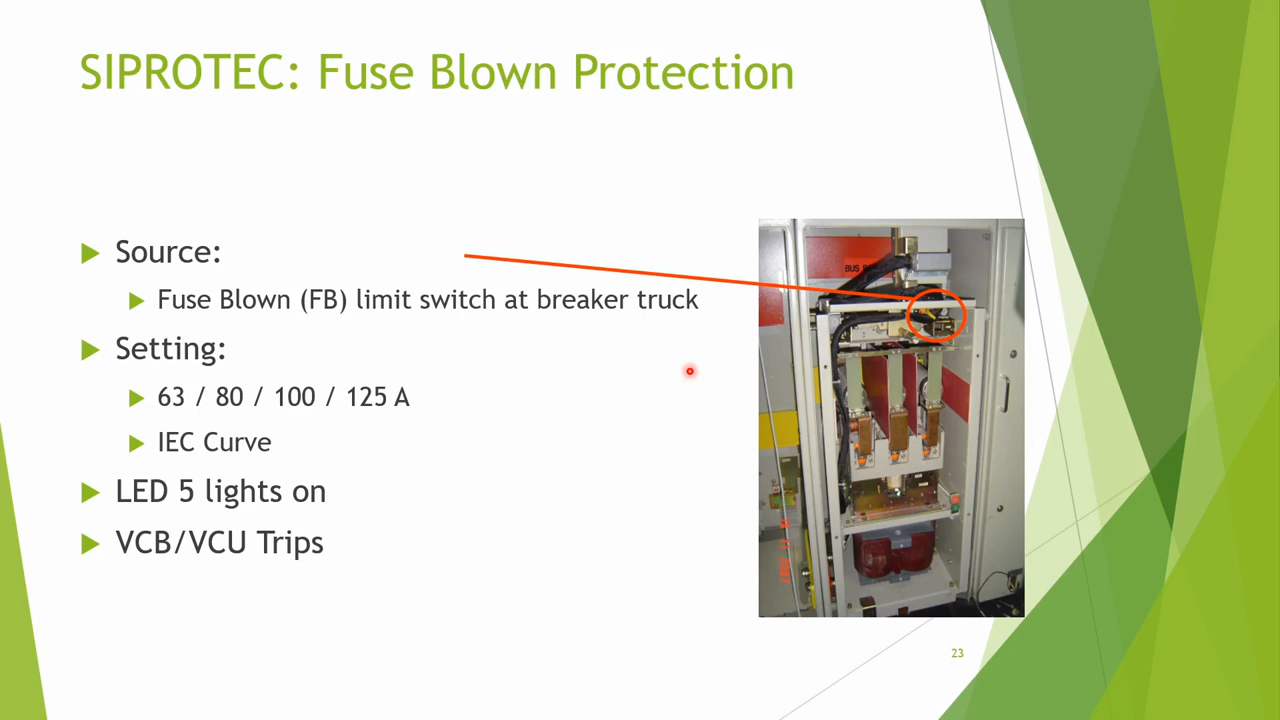 SIPROTEC: Fuse Blown Protection
Source:
Fuse Blown (FB) limit switch at breaker truck
Setting:
63 / 80 / 100 / 125 A
IEC Curve
LED 5 lights on
VCB/VCU Trips
BUS
23